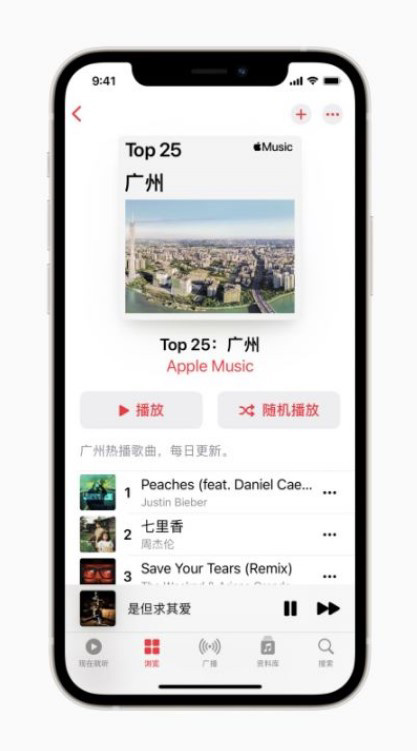 9:41
Top 25
Music
广州
Top 25：广州
Apple Music
播放
随机播放
广州热播歌曲，每日更新。
1
Peaches (feat. Daniel Cae...
Justin Bieber
2
七里香
周杰伦
3
Save Your Tears (Remix)
是但求其爱
现在就听
浏览
广播
资料库
搜索